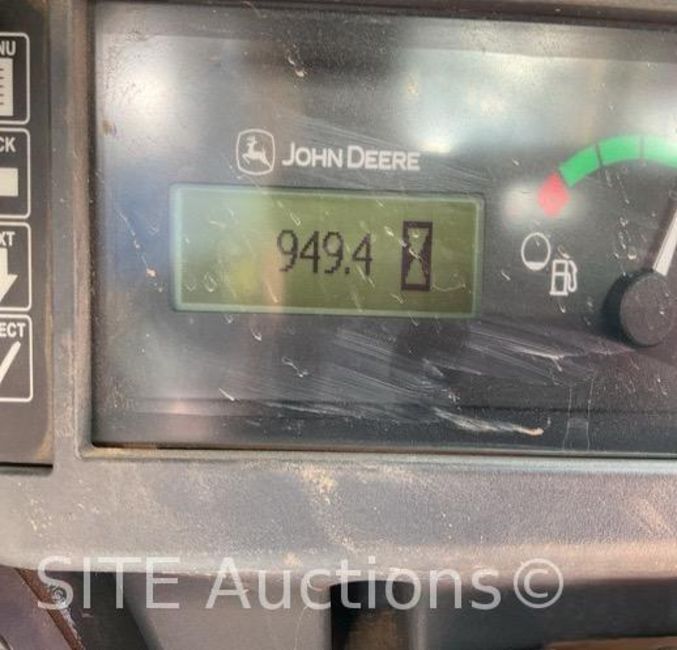 NU
CK
XT
ECT
JOHN DEERE
949.4
SITE Auctions©